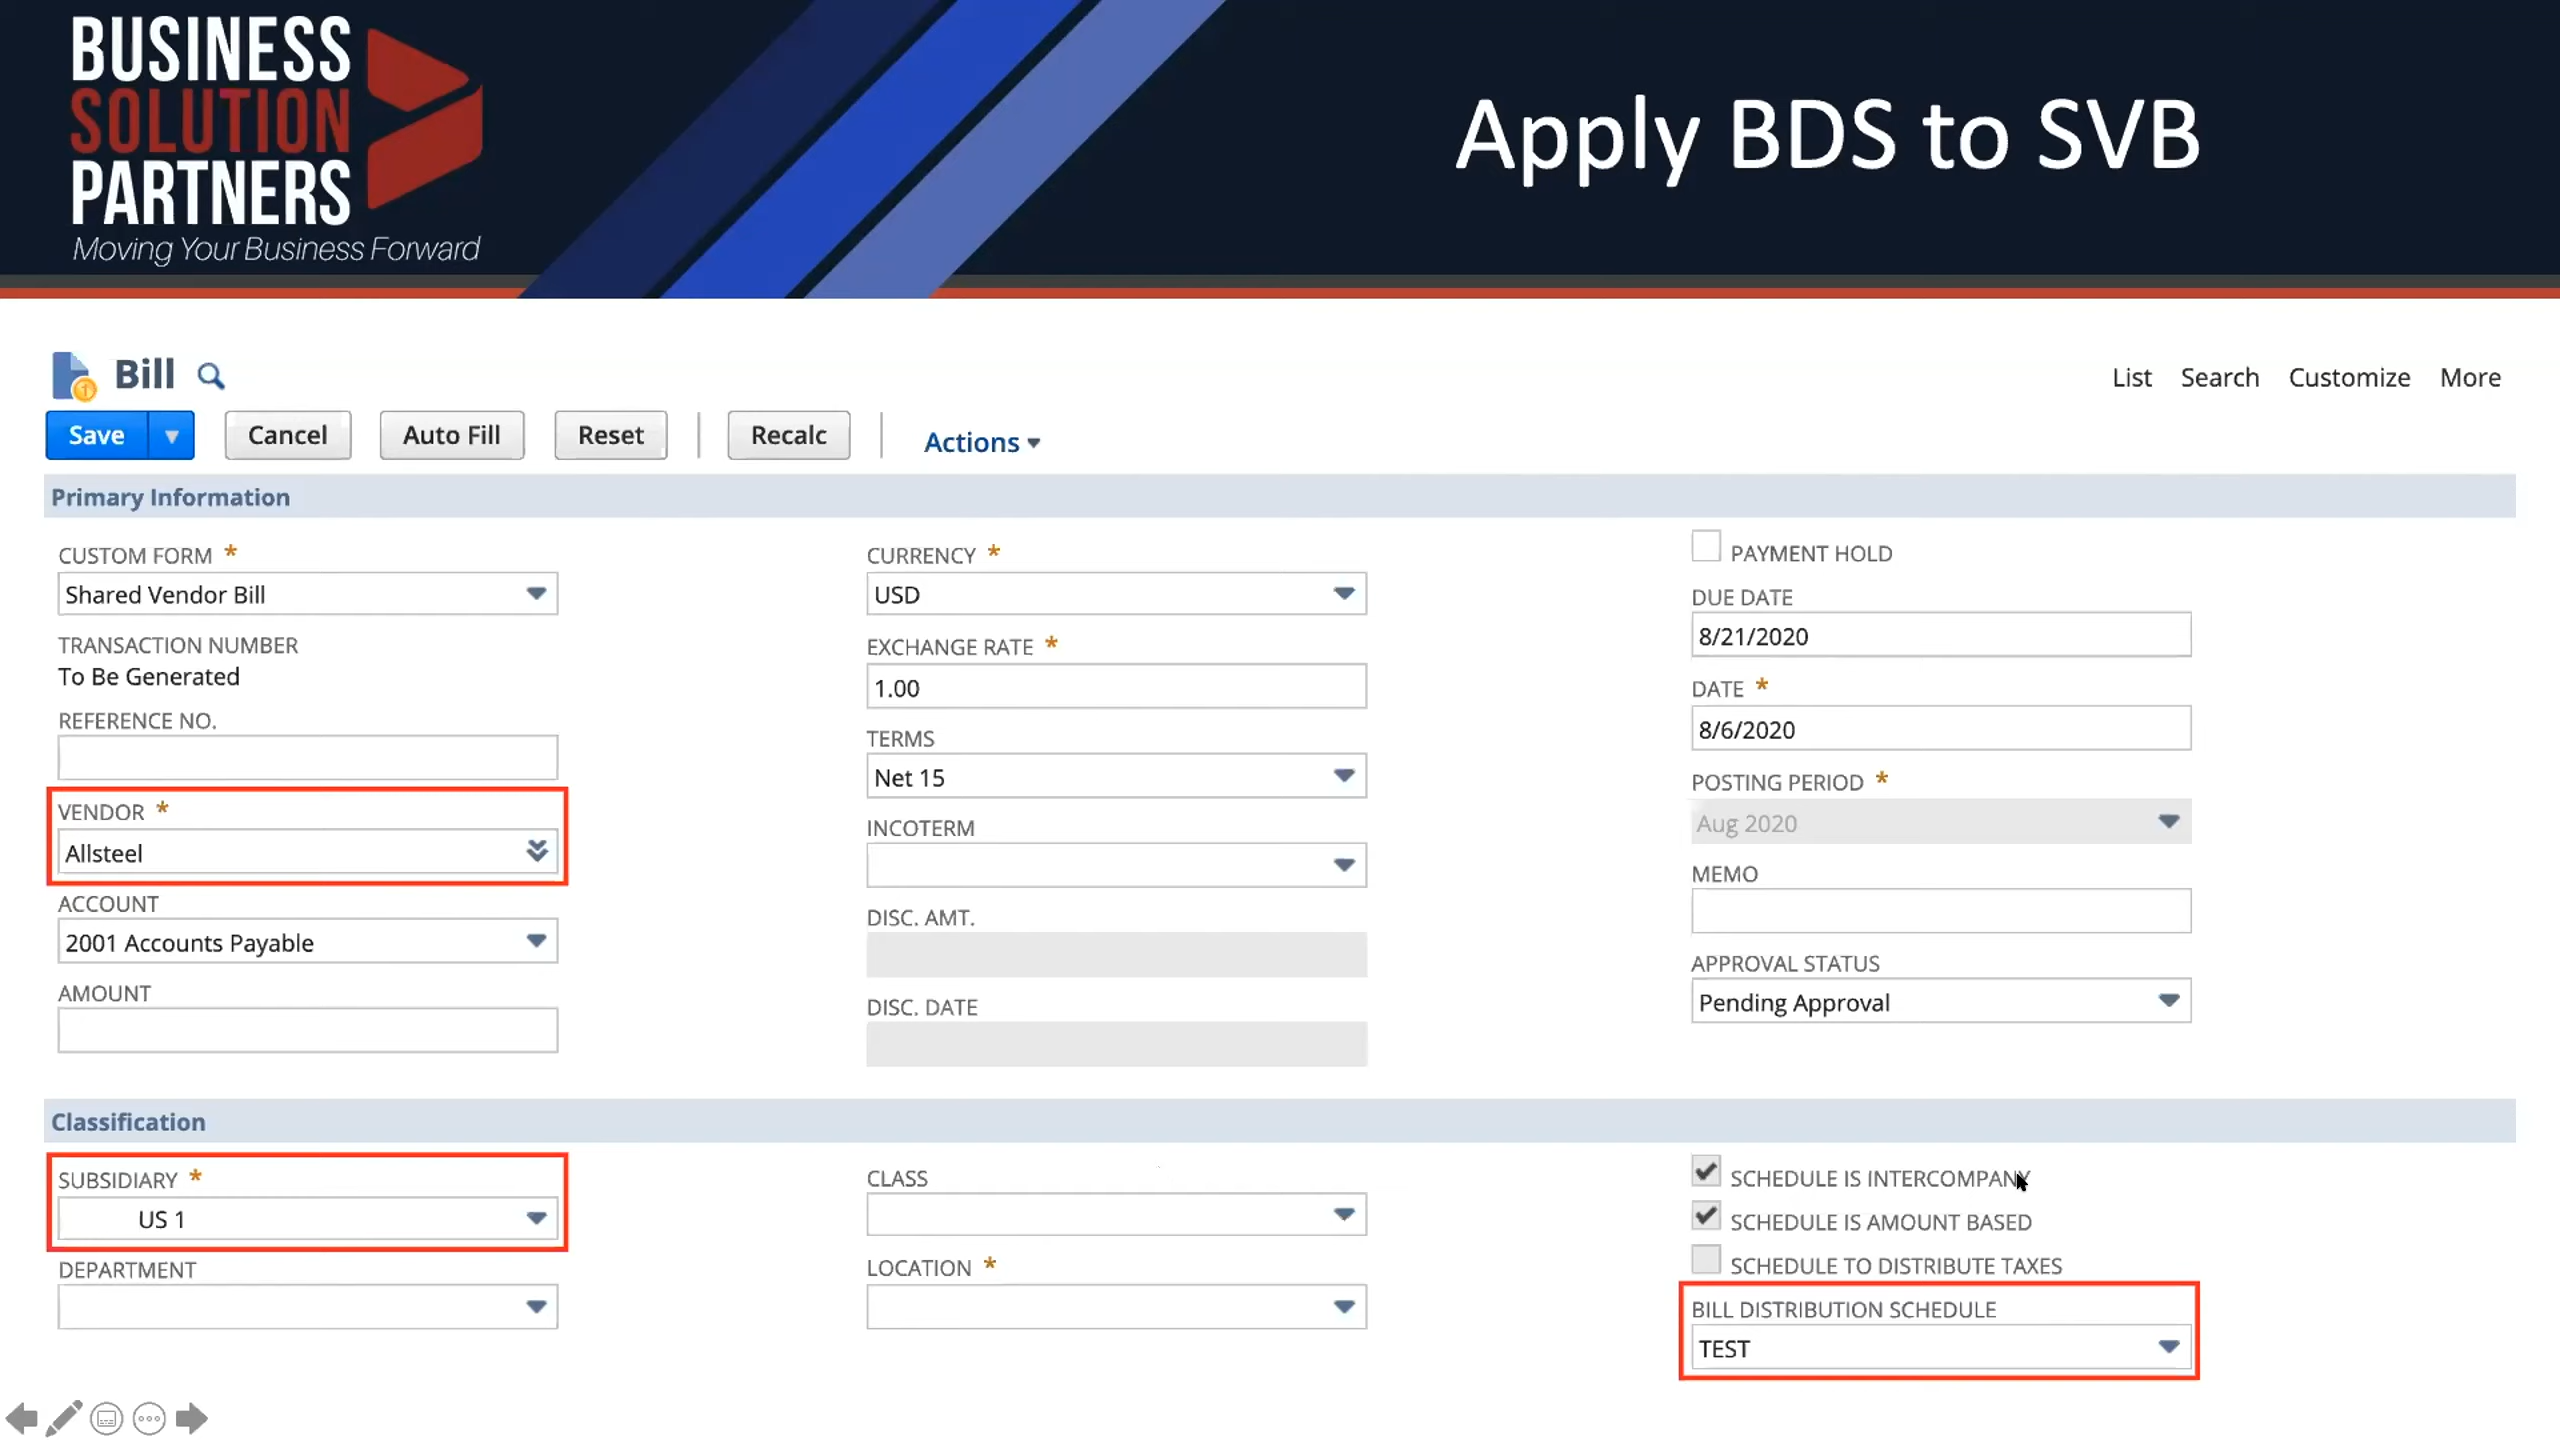 BUSINESS
SOLUTION
PARTNERS
Moving Your Business Forward
Apply BDS to SVB
Bill
List Search Customize More
Save Cancel Auto Fill Reset Recalc Actions
Primary Information
CUSTOM FORM *
Shared Vendor Bill
TRANSACTION NUMBER
To Be Generated
REFERENCE NO.
VENDOR *
Allsteel
ACCOUNT
2001 Accounts Payable
AMOUNT
CURRENCY *
USD
EXCHANGE RATE *
1.00
TERMS
Net 15
INCOTERM
DISC. AMT.
DISC. DATE
PAYMENT HOLD
DUE DATE
8/21/2020
DATE *
8/6/2020
POSTING PERIOD *
Aug 2020
MEMO
APPROVAL STATUS
Pending Approval
Classification
SUBSIDIARY *
US 1
DEPARTMENT
CLASS
LOCATION *
SCHEDULE IS INTERCOMPANY
SCHEDULE IS AMOUNT BASED
SCHEDULE TO DISTRIBUTE TAXES
BILL DISTRIBUTION SCHEDULE
TEST